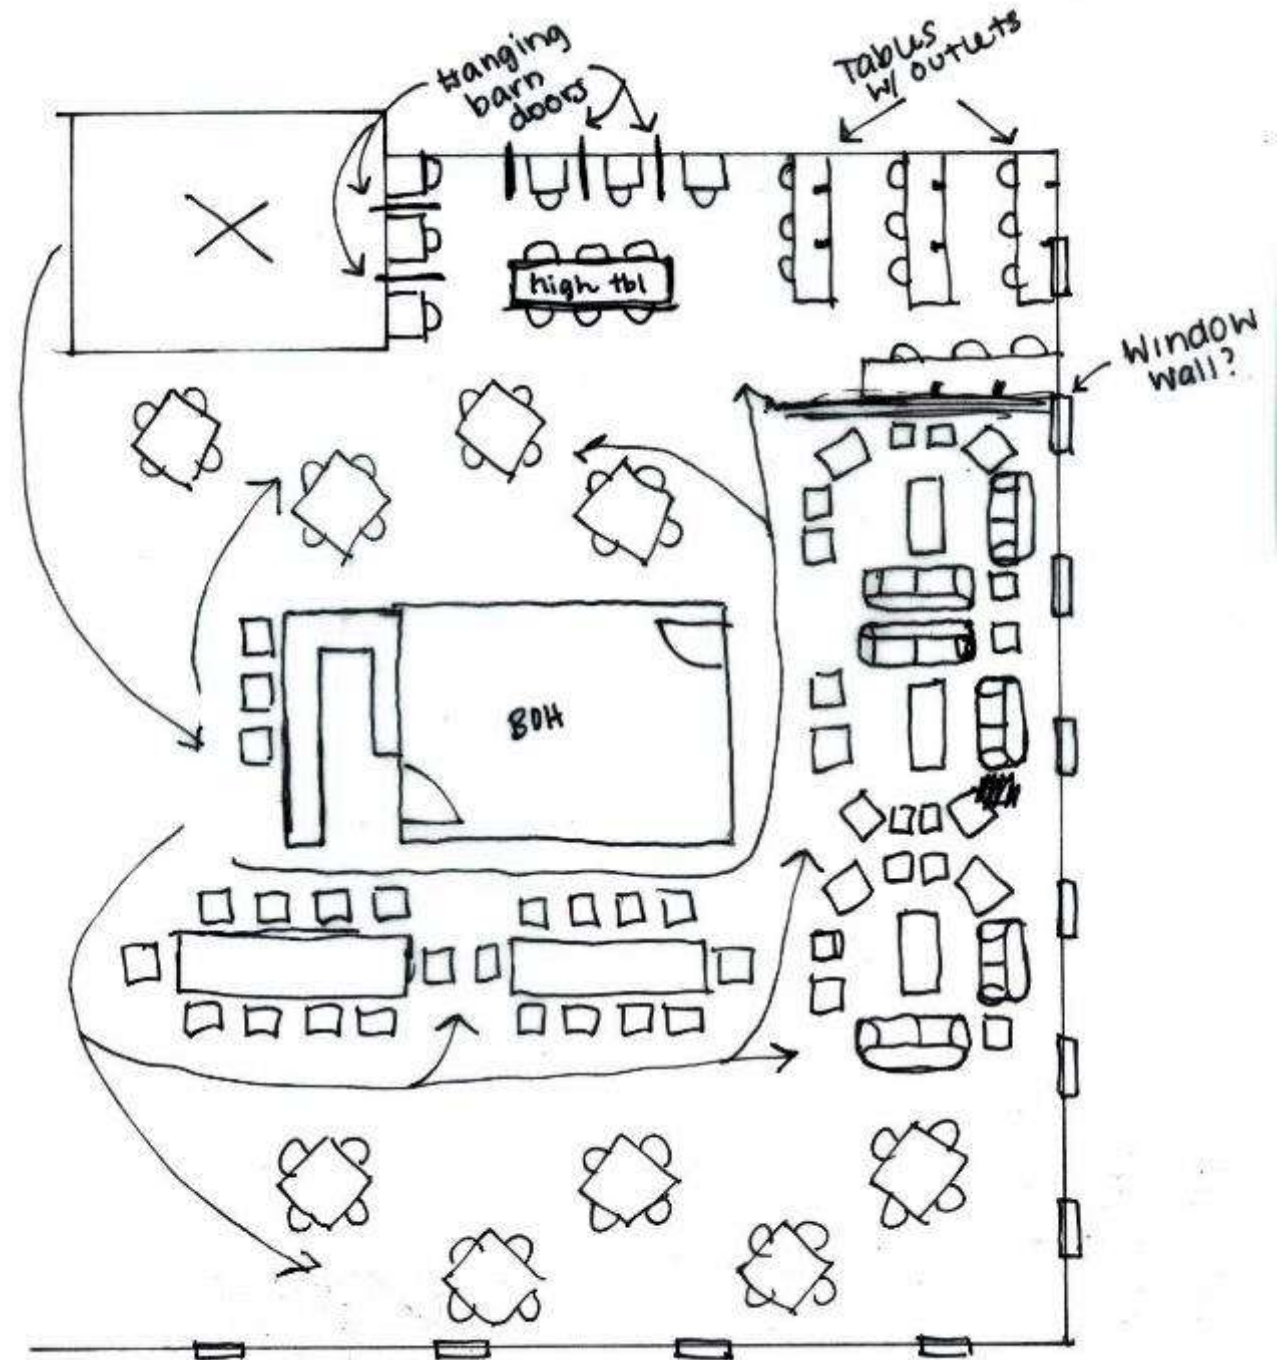 Hanging
barn
doors
Tables
w/ outlets
high tbl
Window
Wall?
BOH